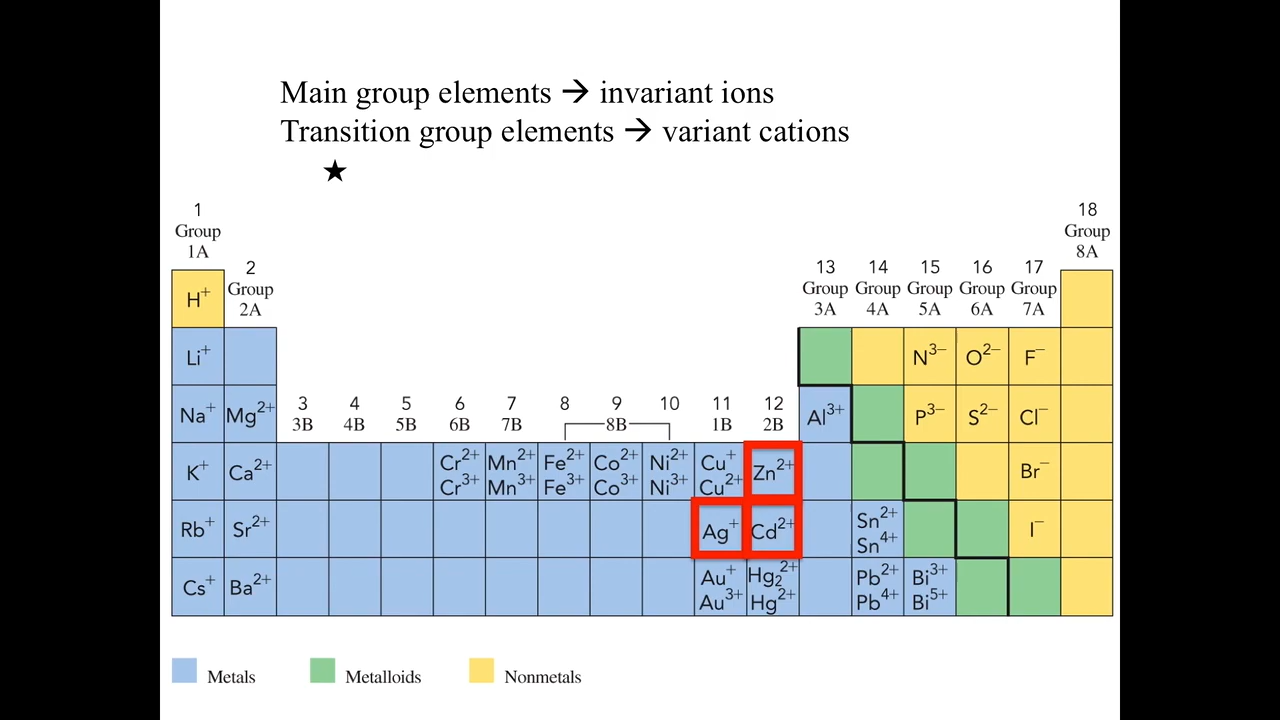 Main group elements → invariant ions
Transition group elements → variant cations
★
1
Group
1A
2
Group
2A
3
3B
4
4B
5
5B
6
6B
7
7B
8 9 10
8B
11
1B
12
2B
13
Group
3A
14
Group
4A
15
Group
5A
16
Group
6A
17
Group
7A
18
Group
8A
H⁺
Li⁺ N³⁻ O²⁻ F⁻
Na⁺ Mg²⁺ Al³⁺ P³⁻ S²⁻ Cl⁻
K⁺ Ca²⁺ Cr²⁺ Cr³⁺ Mn²⁺ Mn³⁺ Fe²⁺ Fe³⁺ Co²⁺ Co³⁺ Ni²⁺ Ni³⁺ Cu⁺ Cu²⁺ Zn²⁺ Br⁻
Rb⁺ Sr²⁺ Ag⁺ Cd²⁺ Sn²⁺ Sn⁴⁺ I⁻
Cs⁺ Ba²⁺ Au⁺ Au³⁺ Hg₂²⁺ Hg²⁺ Pb²⁺ Pb⁴⁺ Bi³⁺ Bi⁵⁺
Metals Metalloids Nonmetals